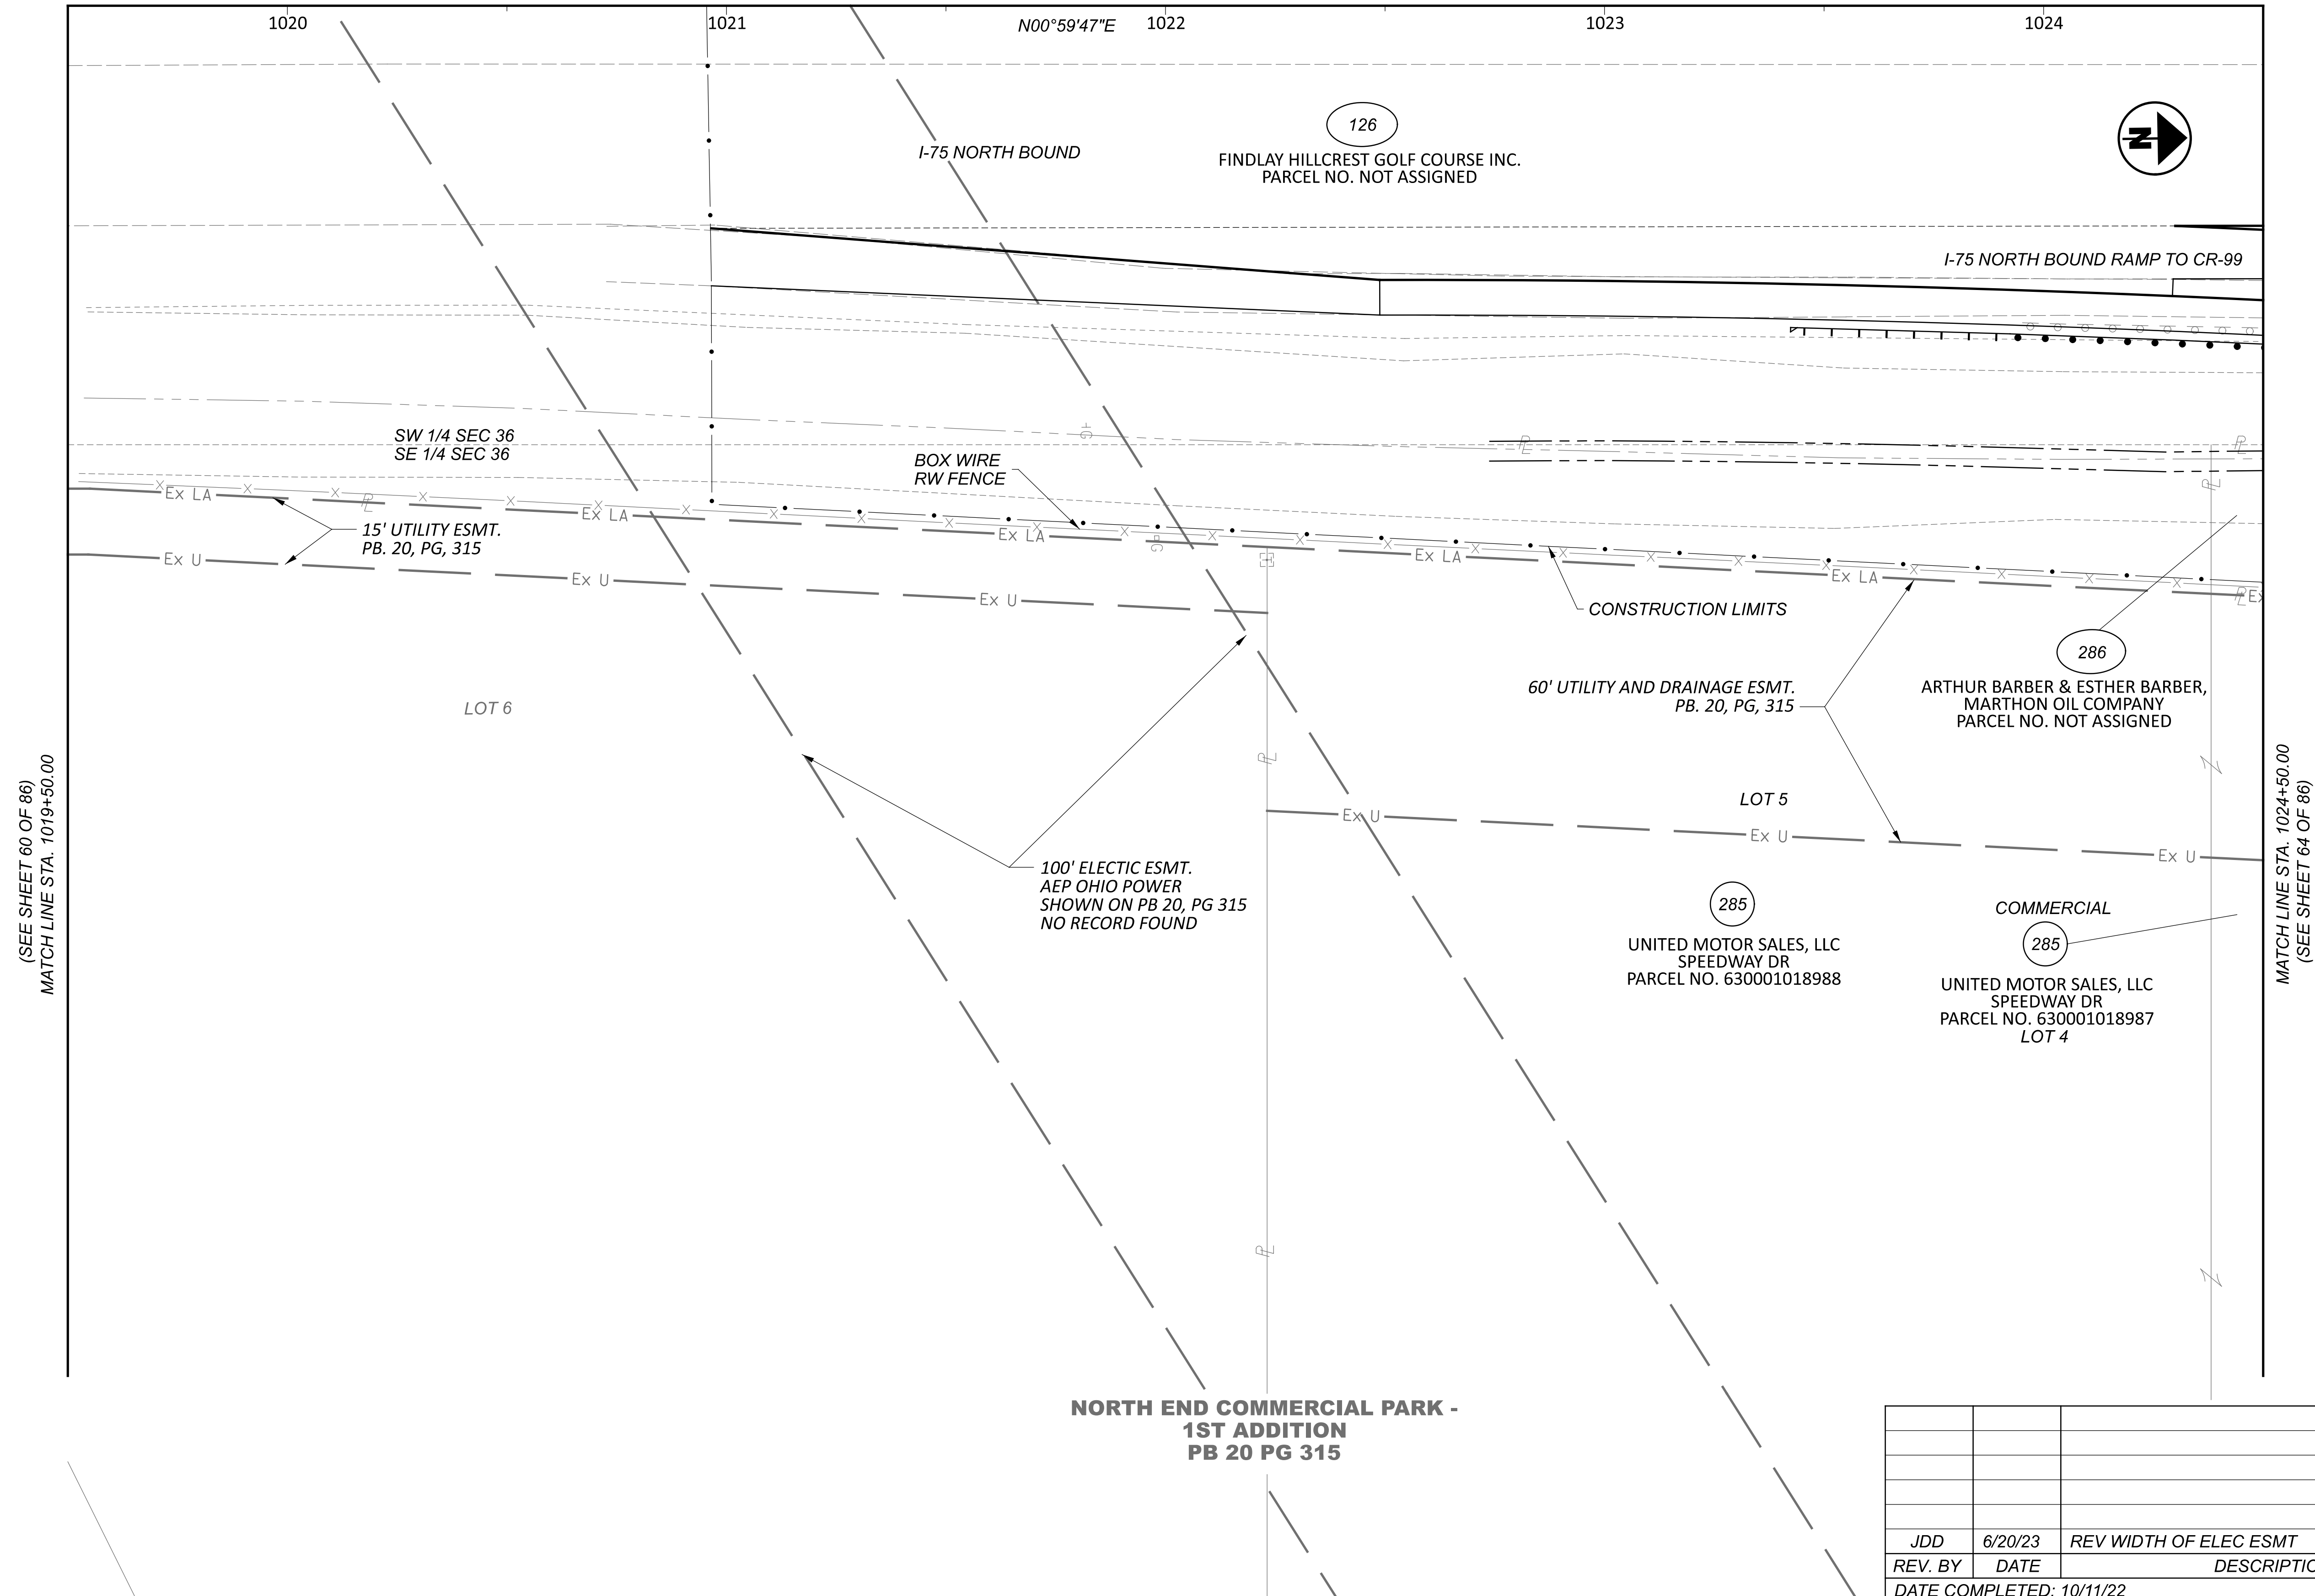 1020
1021
N00°59'47"E
1022
1023
1024
I-75 NORTH BOUND
126
FINDLAY HILLCREST GOLF COURSE INC.
PARCEL NO. NOT ASSIGNED
N
I-75 NORTH BOUND RAMP TO CR-99
SW 1/4 SEC 36
SE 1/4 SEC 36
BOX WIRE
RW FENCE
Ex LA
Ex LA
Ex LA
Ex LA
Ex LA
Ex
15' UTILITY ESMT.
PB. 20, PG, 315
Ex U
Ex U
Ex U
CONSTRUCTION LIMITS
286
ARTHUR BARBER & ESTHER BARBER,
MARTHON OIL COMPANY
PARCEL NO. NOT ASSIGNED
60' UTILITY AND DRAINAGE ESMT.
PB. 20, PG, 315
LOT 6
LOT 5
Ex U
Ex U
Ex U
(SEE SHEET 60 OF 86)
MATCH LINE STA. 1019+50.00
MATCH LINE STA. 1024+50.00
(SEE SHEET 64 OF 86)
100' ELECTIC ESMT.
AEP OHIO POWER
SHOWN ON PB 20, PG 315
NO RECORD FOUND
285
UNITED MOTOR SALES, LLC
SPEEDWAY DR
PARCEL NO. 630001018988
COMMERCIAL
285
UNITED MOTOR SALES, LLC
SPEEDWAY DR
PARCEL NO. 630001018987
LOT 4
NORTH END COMMERCIAL PARK -
1ST ADDITION
PB 20 PG 315
JDD 6/20/23 REV WIDTH OF ELEC ESMT
REV. BY DATE DESCRIPTIO
DATE COMPLETED: 10/11/22